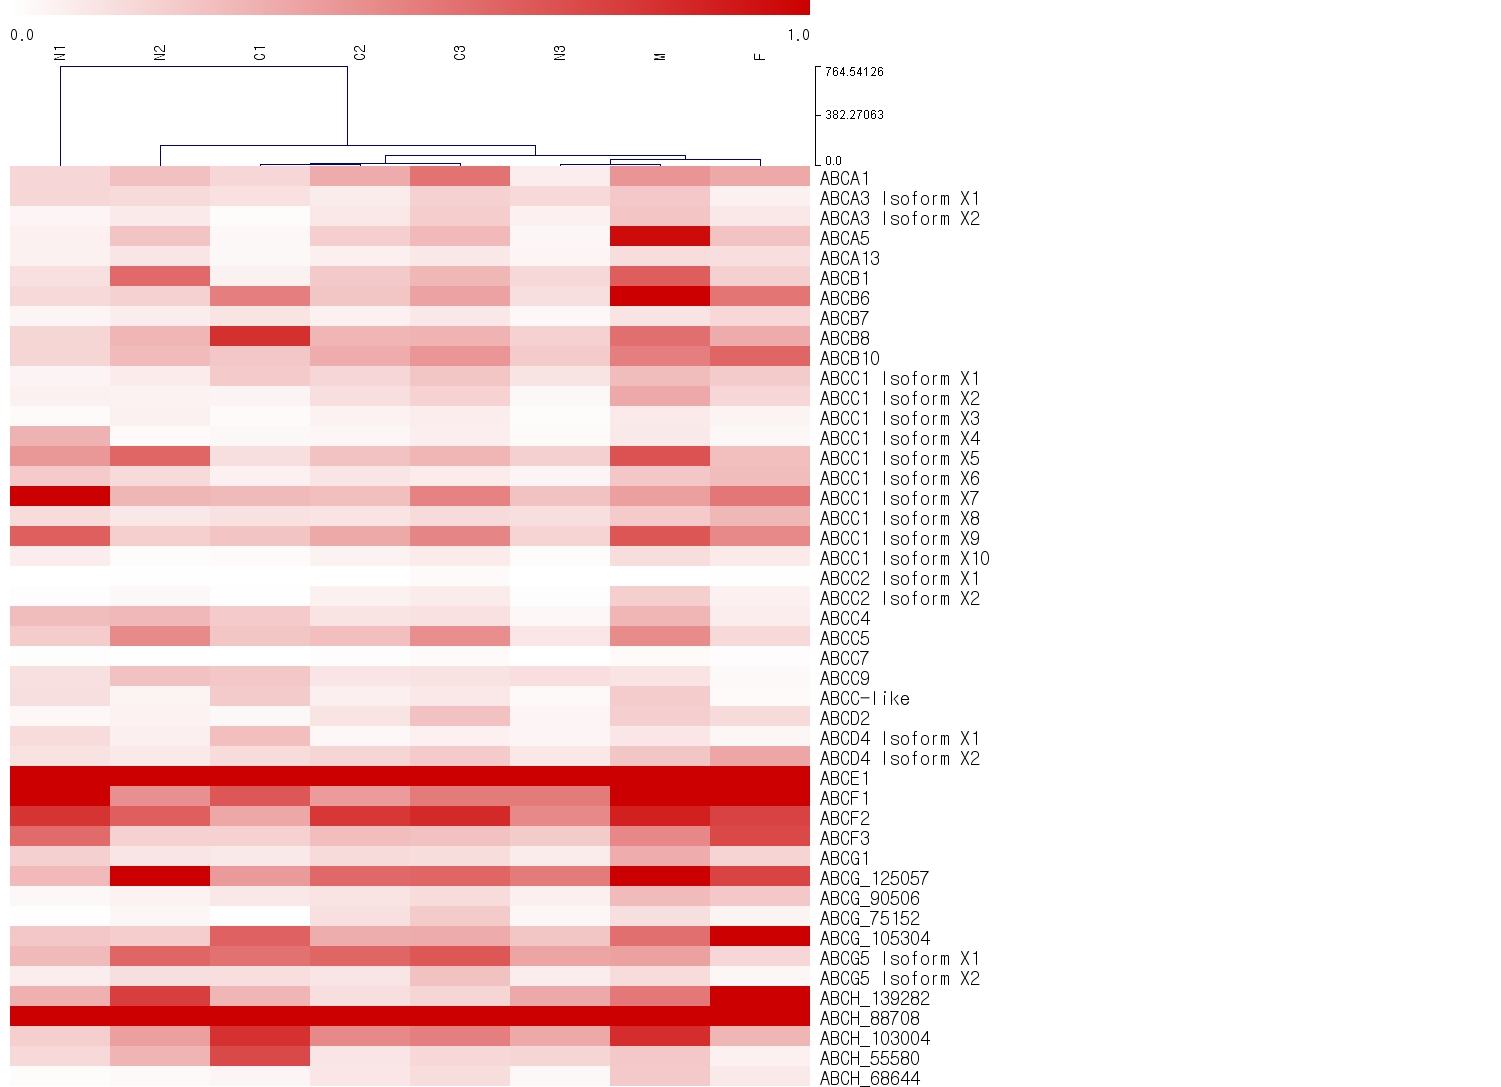 0.0 1.0
N1 N2 C1 C2 C3 N3 M F
764.54126
382.27063
0.0
ABCA1
ABCA3 Isoform X1
ABCA3 Isoform X2
ABCA5
ABCA13
ABCB1
ABCB6
ABCB7
ABCB8
ABCB10
ABCC1 Isoform X1
ABCC1 Isoform X2
ABCC1 Isoform X3
ABCC1 Isoform X4
ABCC1 Isoform X5
ABCC1 Isoform X6
ABCC1 Isoform X7
ABCC1 Isoform X8
ABCC1 Isoform X9
ABCC1 Isoform X10
ABCC2 Isoform X1
ABCC2 Isoform X2
ABCC4
ABCC5
ABCC7
ABCC9
ABCC-like
ABCD2
ABCD4 Isoform X1
ABCD4 Isoform X2
ABCE1
ABCF1
ABCF2
ABCF3
ABCG1
ABCG_125057
ABCG_90506
ABCG_75152
ABCG_105304
ABCG5 Isoform X1
ABCG5 Isoform X2
ABCH_139282
ABCH_88708
ABCH_103004
ABCH_55580
ABCH_68644